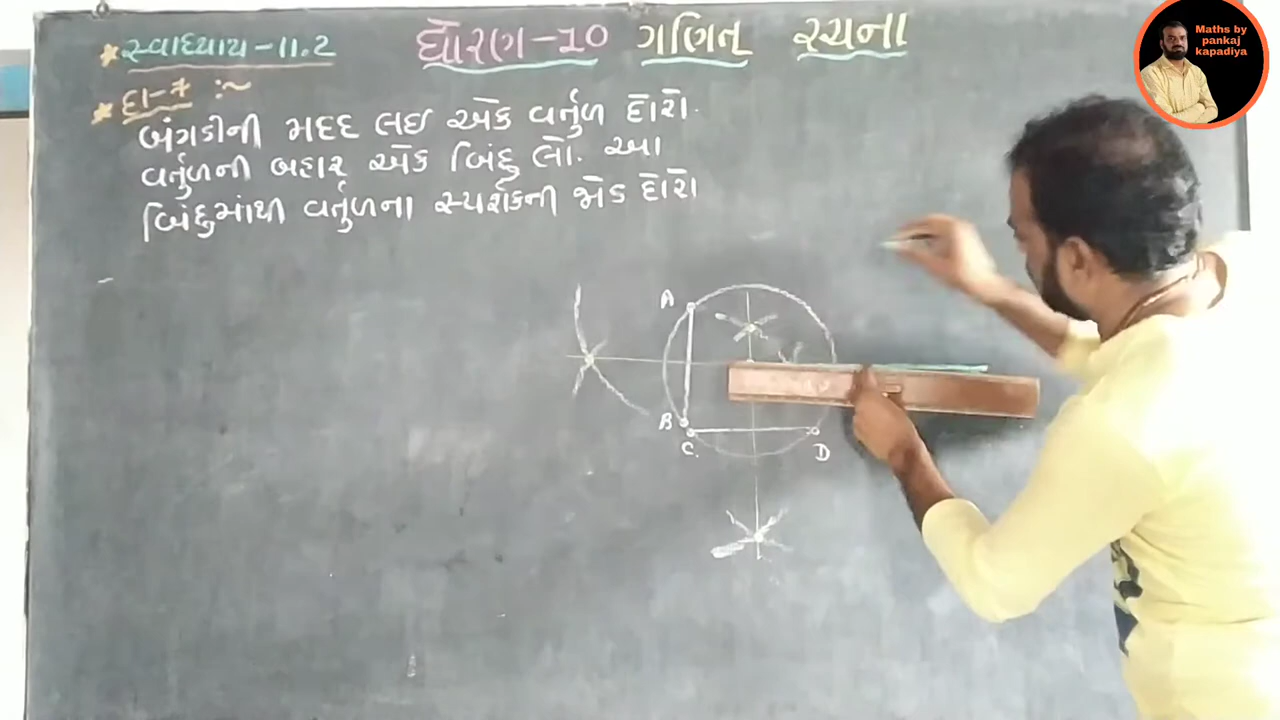 * સ્વાધ્યાય-11.2
ધોરણ-10 ગણિત રચના
* દા-7 :~
બંગડીની મદદ લઇ એક વર્તુળ દોરો.
વર્તુળની બહાર એક બિંદુ લો. આ
બિંદુમાંથી વર્તુળના સ્પર્શકની જોડ દોરો
A
B
C.
D
Maths by
pankaj
kapadiya